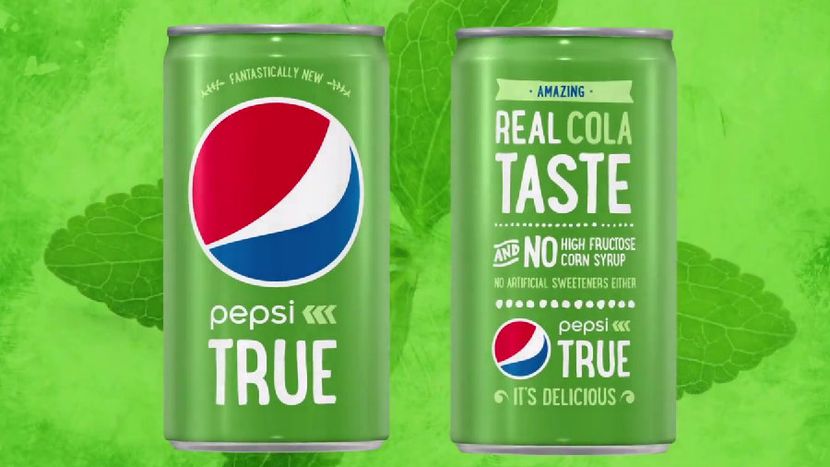 FANTASTICALLY NEW
pepsi
TRUE
· AMAZING ·
REAL COLA
TASTE
AND NO HIGH FRUCTOSE
CORN SYRUP
NO ARTIFICIAL SWEETENERS EITHER
pepsi
TRUE
IT'S DELICIOUS